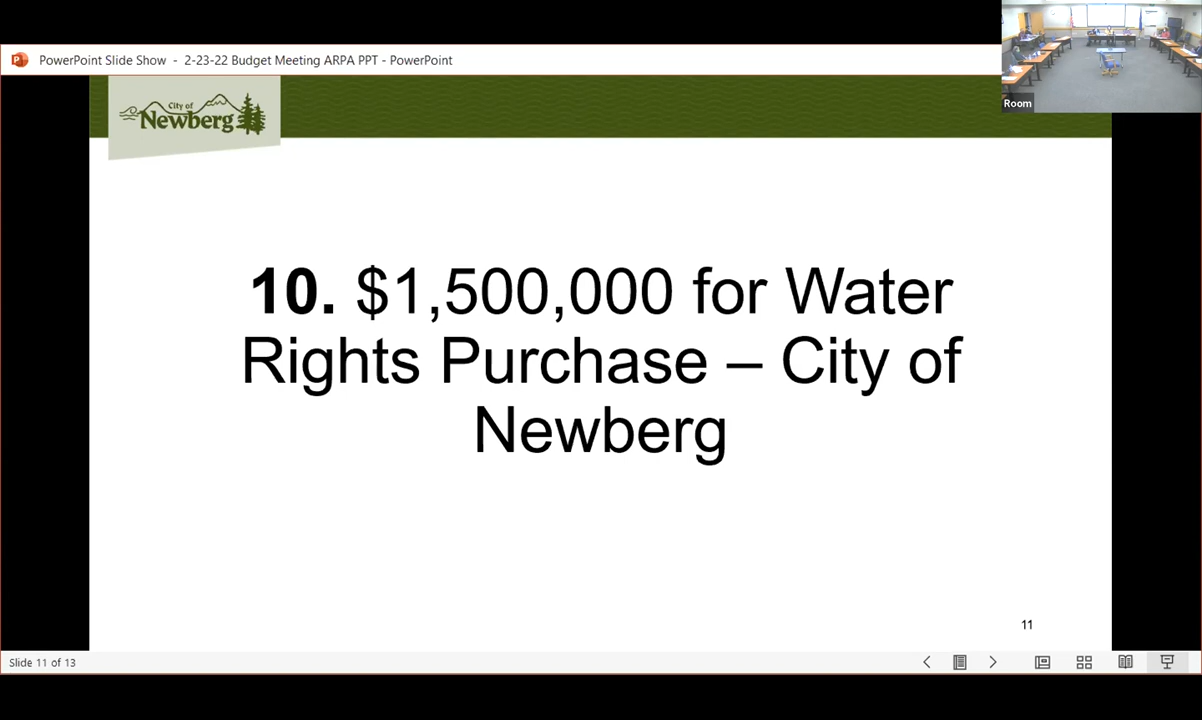 PowerPoint Slide Show - 2-23-22 Budget Meeting ARPA PPT - PowerPoint
Room
City of
Newberg
10. $1,500,000 for Water
Rights Purchase – City of
Newberg
11
Slide 11 of 13